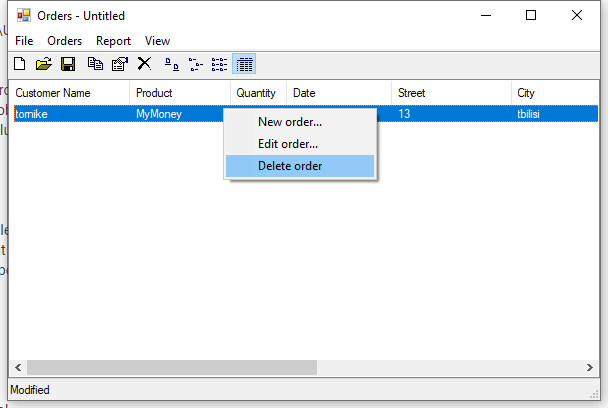 Orders - Untitled
File Orders Report View
Customer Name Product Quantity Date Street City
tornike MyMoney 13 tbilisi
New order...
Edit order...
Delete order
Modified